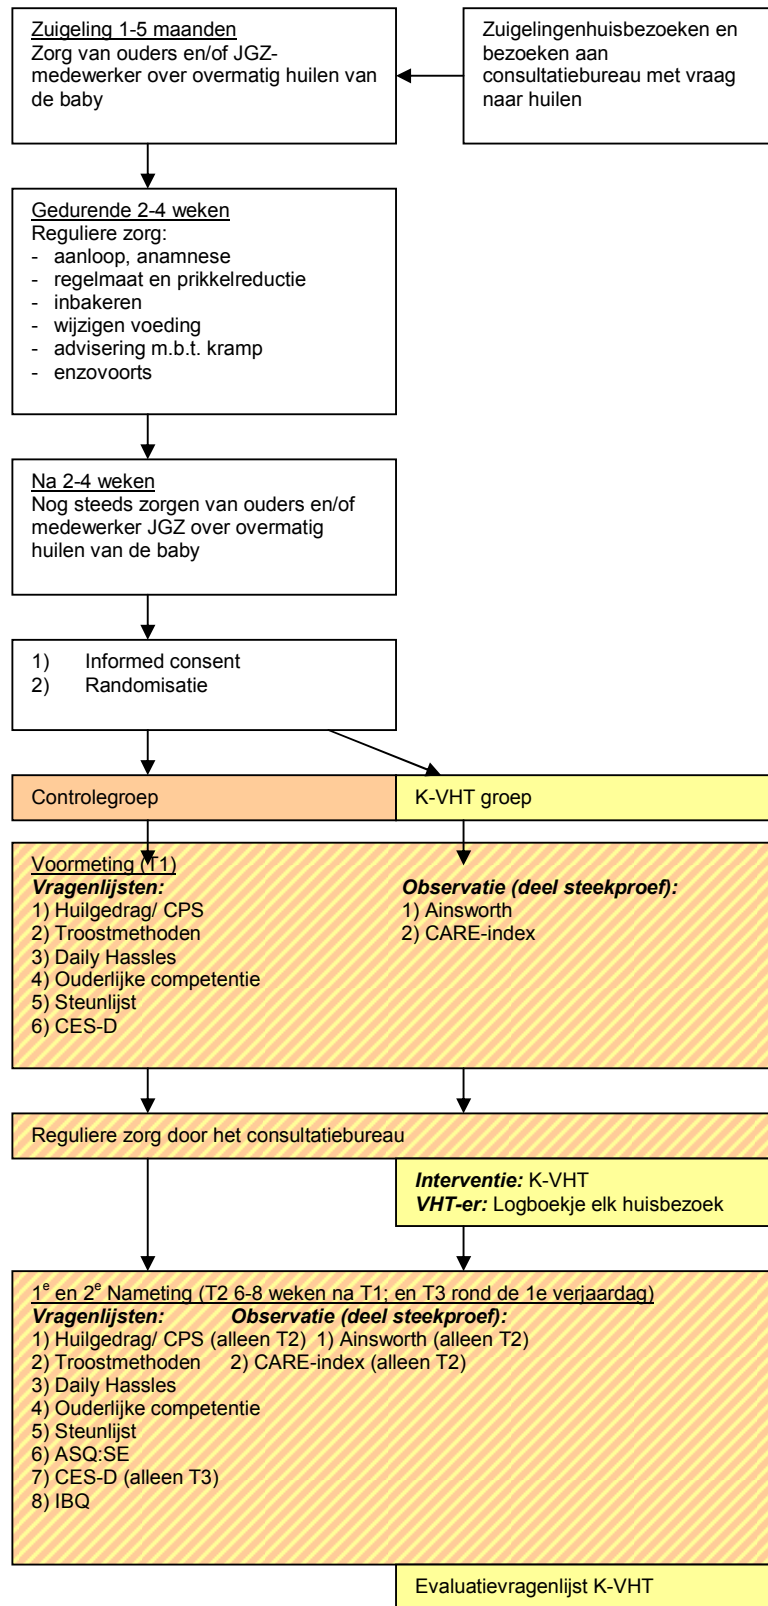 Zuigeling 1-5 maanden
Zorg van ouders en/of JGZ-
medewerker over overmatig huilen van
de baby
Zuigelingenhuisbezoeken en
bezoeken aan
consultatiebureau met vraag
naar huilen
Gedurende 2-4 weken
Reguliere zorg:
- aanloop, anamnese
- regelmaat en prikkelreductie
- inbakeren
- wijzigen voeding
- advisering m.b.t. kramp
- enzovoorts
Na 2-4 weken
Nog steeds zorgen van ouders en/of
medewerker JGZ over overmatig
huilen van de baby
1) Informed consent
2) Randomisatie
Controlegroep
K-VHT groep
Voormeting (T1)
Vragenlijsten:
1) Huilgedrag/ CPS
2) Troostmethoden
3) Daily Hassles
4) Ouderlijke competentie
5) Steunlijst
6) CES-D
Observatie (deel steekproef):
1) Ainsworth
2) CARE-index
Reguliere zorg door het consultatiebureau
Interventie: K-VHT
VHT-er: Logboekje elk huisbezoek
1e en 2e Nameting (T2 6-8 weken na T1; en T3 rond de 1e verjaardag)
Vragenlijsten: Observatie (deel steekproef):
1) Huilgedrag/ CPS (alleen T2) 1) Ainsworth (alleen T2)
2) Troostmethoden 2) CARE-index (alleen T2)
3) Daily Hassles
4) Ouderlijke competentie
5) Steunlijst
6) ASQ:SE
7) CES-D (alleen T3)
8) IBQ
Evaluatievragenlijst K-VHT